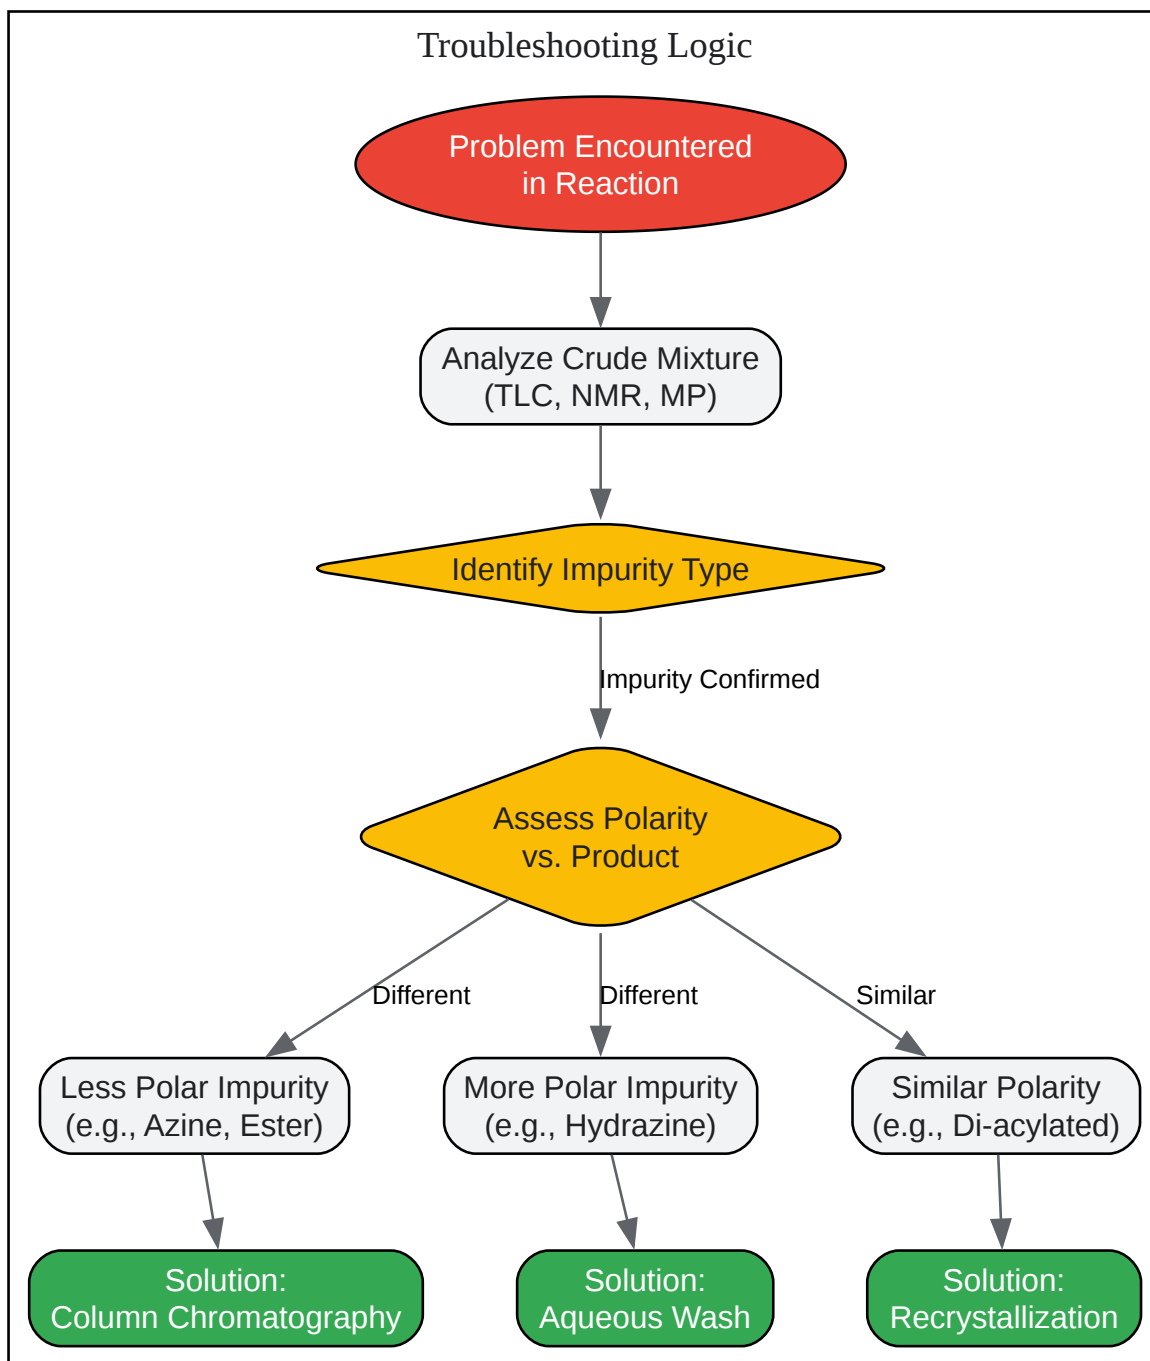 Troubleshooting Logic
Problem Encountered
in Reaction
Analyze Crude Mixture
(TLC, NMR, MP)
Identify Impurity Type
Impurity Confirmed
Assess Polarity
vs. Product
Different
Different
Similar
Less Polar Impurity
(e.g., Azine, Ester)
More Polar Impurity
(e.g., Hydrazine)
Similar Polarity
(e.g., Di-acylated)
Solution:
Column Chromatography
Solution:
Aqueous Wash
Solution:
Recrystallization